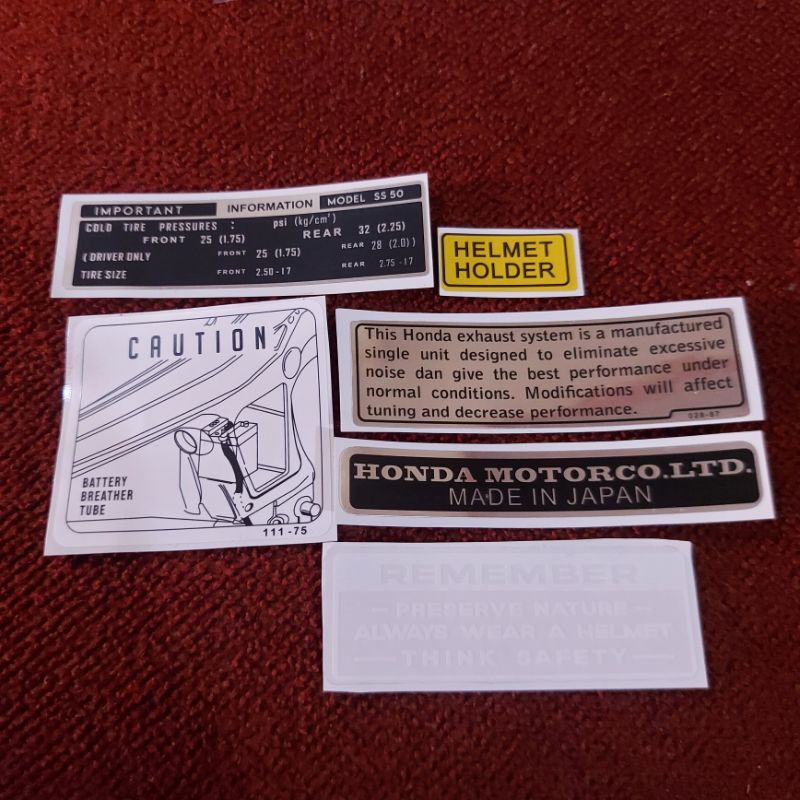 IMPORTANT INFORMATION MODEL SS 50
COLD TIRE PRESSURES : psi (kg/cm²)
FRONT 25 (1.75) REAR 32 (2.25)
( DRIVER ONLY FRONT 25 (1.75) REAR 28 (2.0))
TIRE SIZE FRONT 2.50-17 REAR 2.75 -17
HELMET
HOLDER
CAUTION
BATTERY
BREATHER
TUBE
111-75
This Honda exhaust system is a manufactured
single unit designed to eliminate excessive
noise dan give the best performance under
normal conditions. Modifications will affect
tuning and decrease performance.
028-87
HONDA MOTORCO.LTD.
MADE IN JAPAN
REMEMBER
— PRESERVE NATURE —
ALWAYS WEAR A HELMET
— THINK SAFETY —